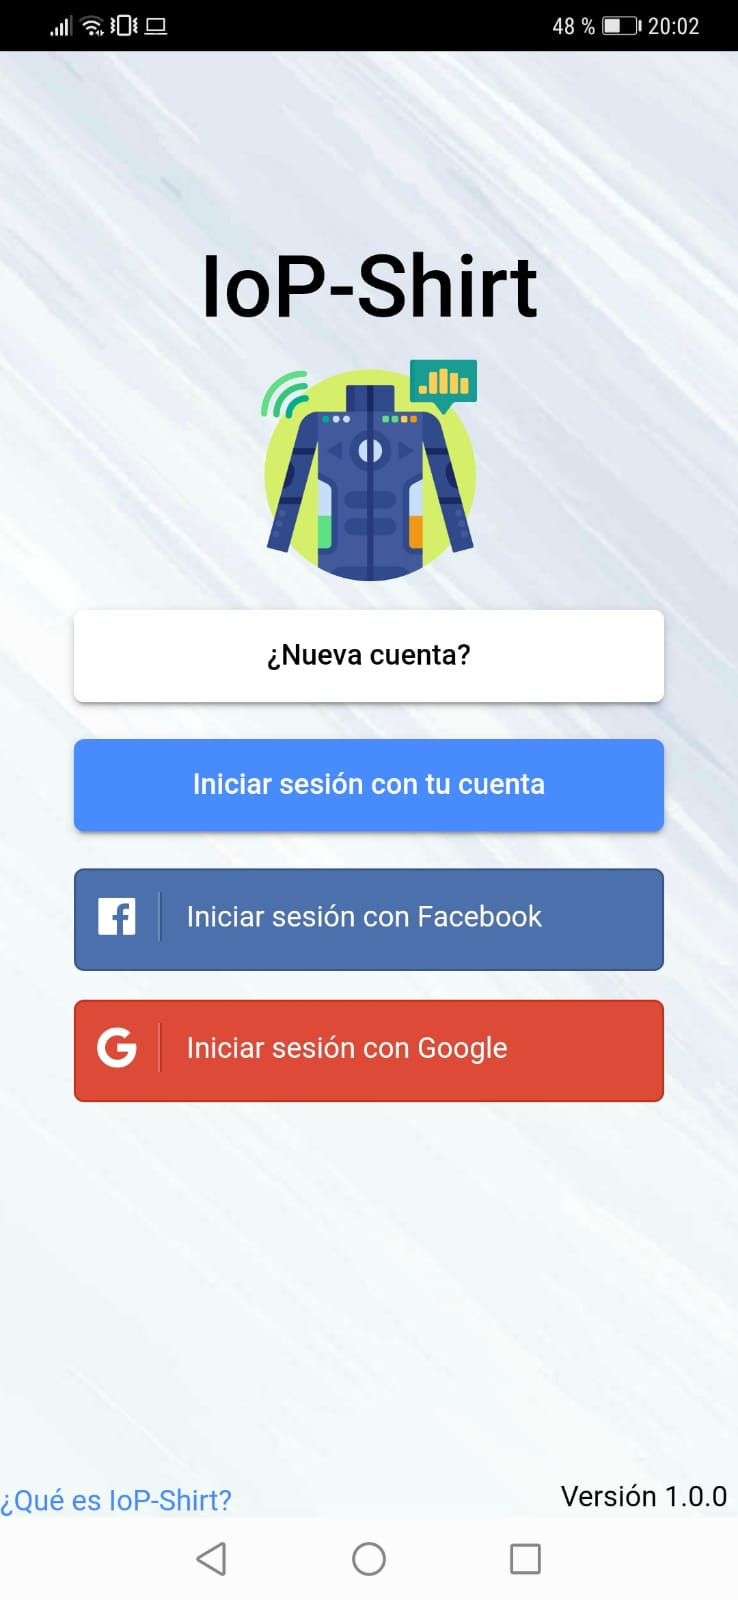 48 % 20:02
IoP-Shirt
¿Nueva cuenta?
Iniciar sesión con tu cuenta
Iniciar sesión con Facebook
Iniciar sesión con Google
¿Qué es IoP-Shirt?
Versión 1.0.0